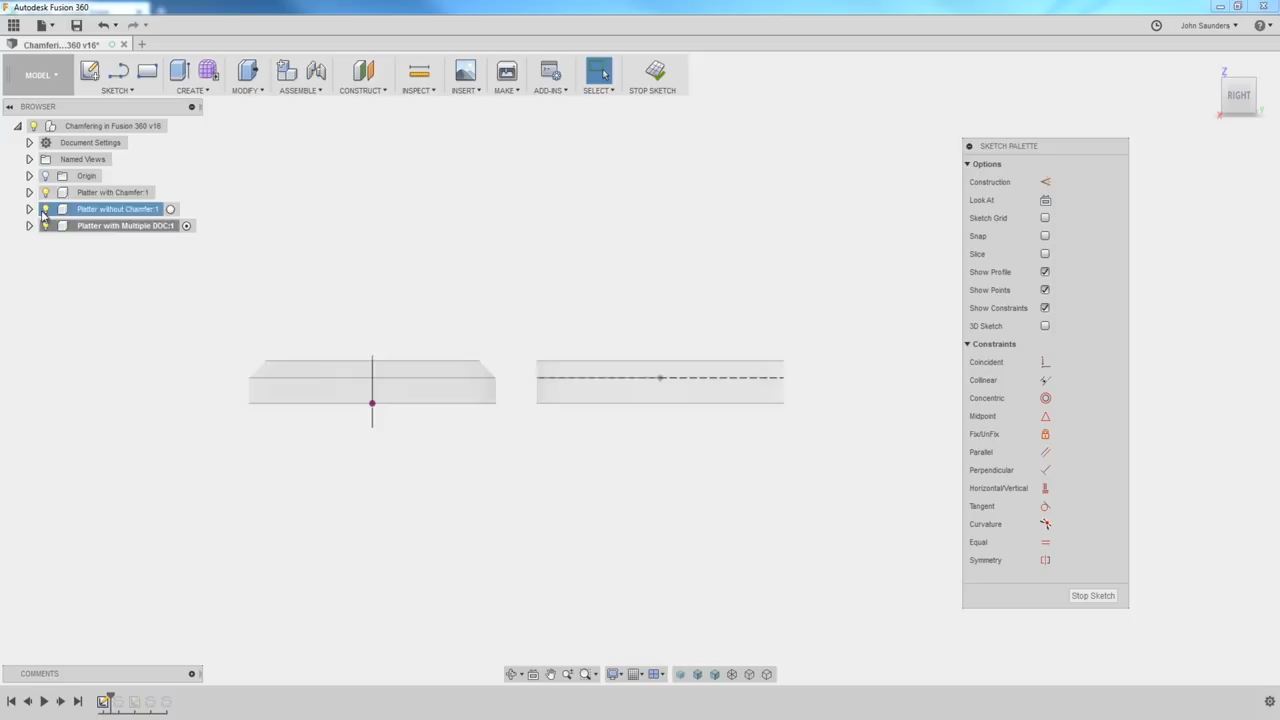 Autodesk Fusion 360
John Saunders
Chamferi...360 v16*
MODEL
SKETCH
CREATE
MODIFY
ASSEMBLE
CONSTRUCT
INSPECT
INSERT
MAKE
ADD-INS
SELECT
STOP SKETCH
BROWSER
Chamfering in Fusion 360 v16
Document Settings
Named Views
Origin
Platter with Chamfer:1
Platter without Chamfer:1
Platter with Multiple DOC:1
Z
RIGHT
X
Y
SKETCH PALETTE
Options
Construction
Look At
Sketch Grid
Snap
Slice
Show Profile
Show Points
Show Constraints
3D Sketch
Constraints
Coincident
Collinear
Concentric
Midpoint
Fix/UnFix
Parallel
Perpendicular
Horizontal/Vertical
Tangent
Curvature
Equal
Symmetry
Stop Sketch
COMMENTS